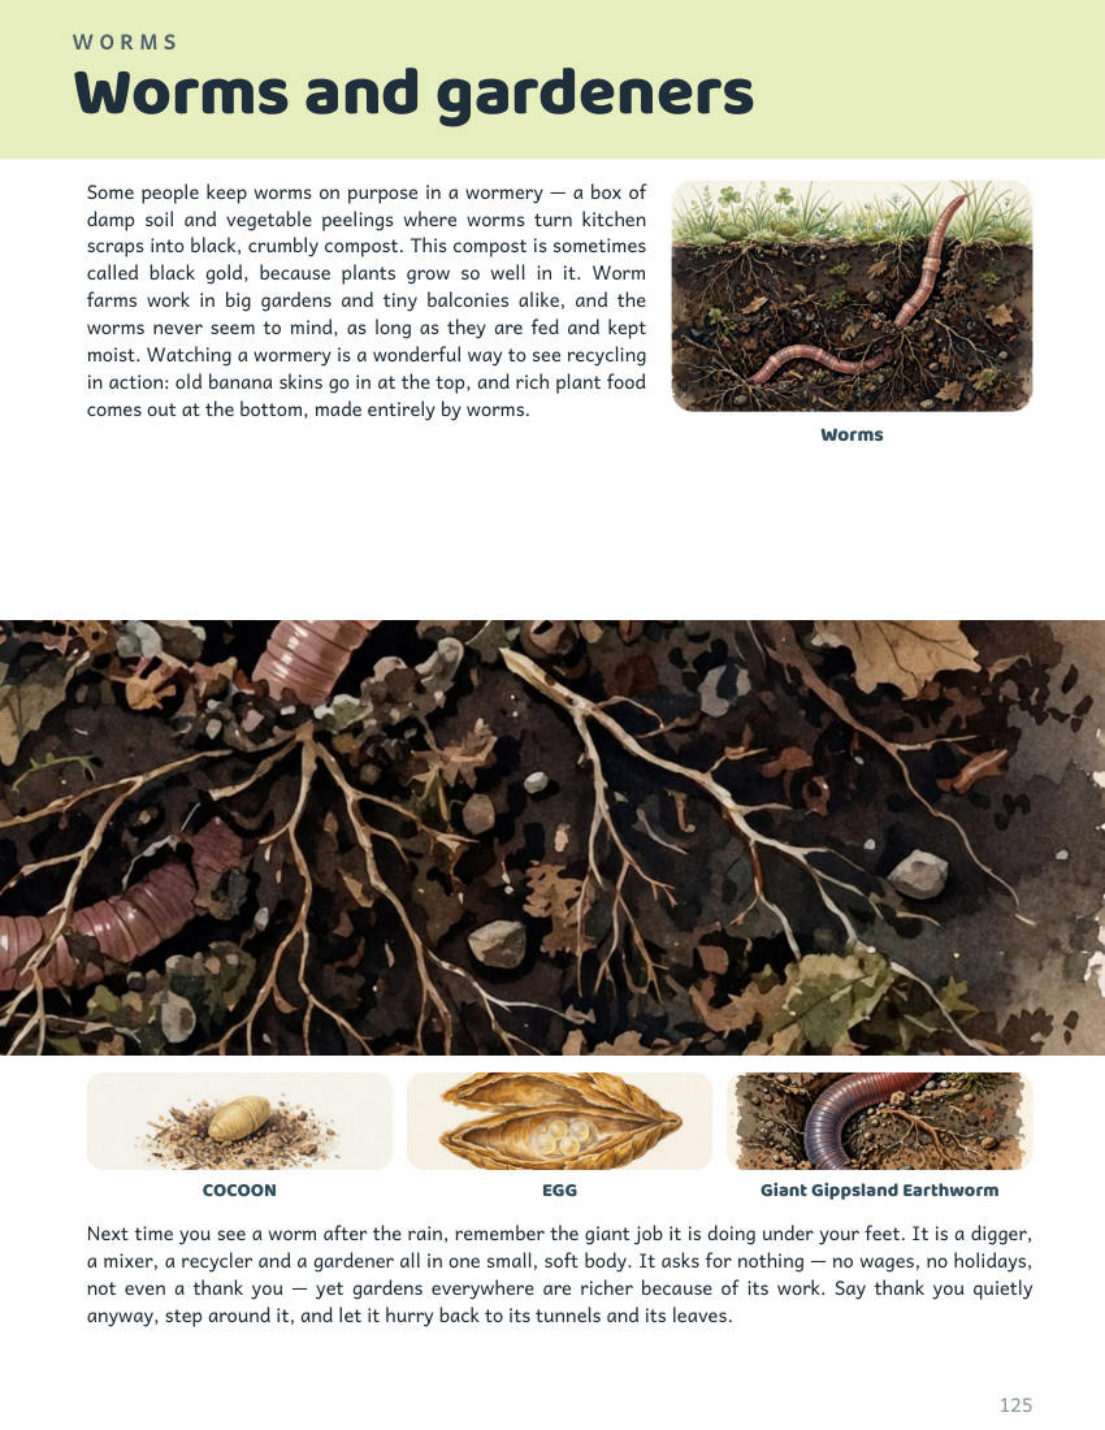 WORMS
Worms and gardeners
Some people keep worms on purpose in a wormery — a box of
damp soil and vegetable peelings where worms turn kitchen
scraps into black, crumbly compost. This compost is sometimes
called black gold, because plants grow so well in it. Worm
farms work in big gardens and tiny balconies alike, and the
worms never seem to mind, as long as they are fed and kept
moist. Watching a wormery is a wonderful way to see recycling
in action: old banana skins go in at the top, and rich plant food
comes out at the bottom, made entirely by worms.
Worms
COCOON
EGG
Giant Gippsland Earthworm
Next time you see a worm after the rain, remember the giant job it is doing under your feet. It is a digger,
a mixer, a recycler and a gardener all in one small, soft body. It asks for nothing — no wages, no holidays,
not even a thank you — yet gardens everywhere are richer because of its work. Say thank you quietly
anyway, step around it, and let it hurry back to its tunnels and its leaves.
125